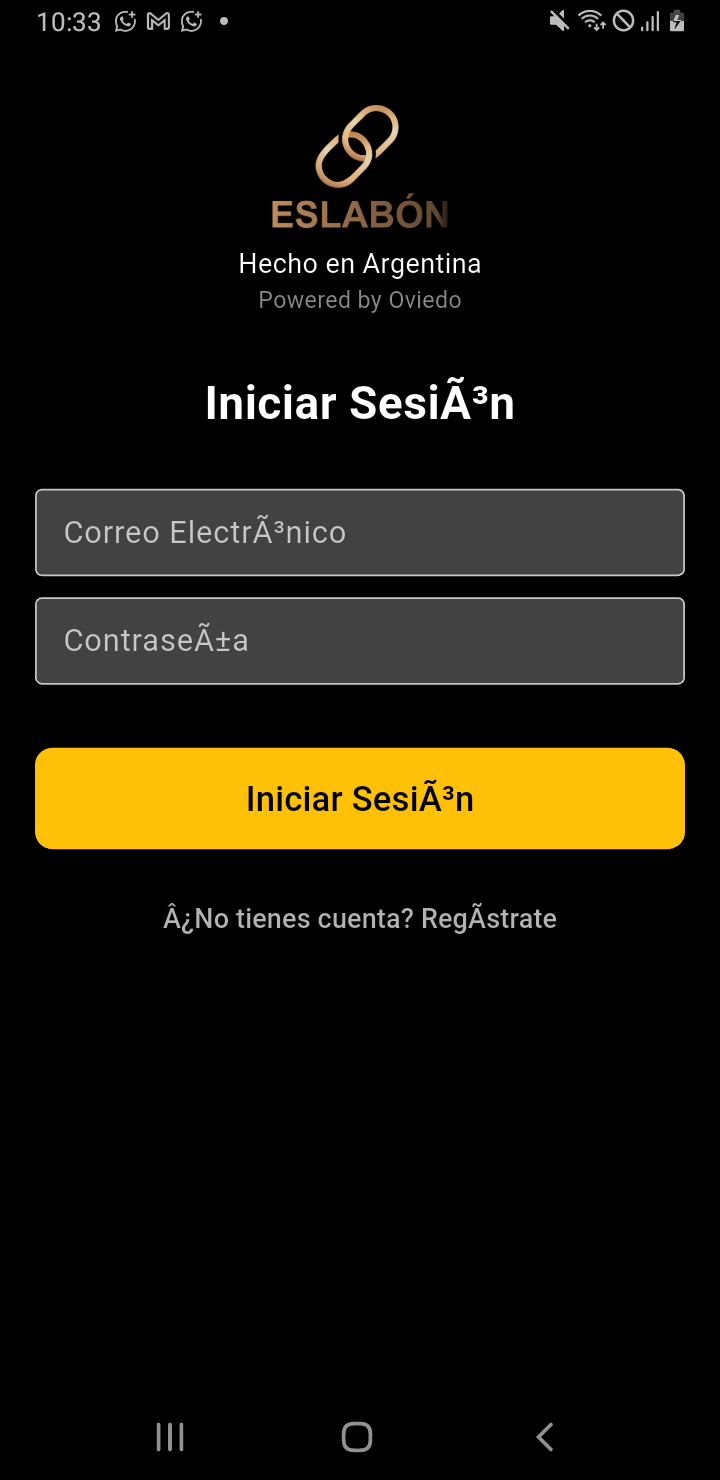 10:33
ESLABÓN
Hecho en Argentina
Powered by Oviedo
Iniciar SesiÃ³n
Correo ElectrÃ³nico
ContraseÃ±a
Iniciar SesiÃ³n
Â¿No tienes cuenta? RegÃstrate